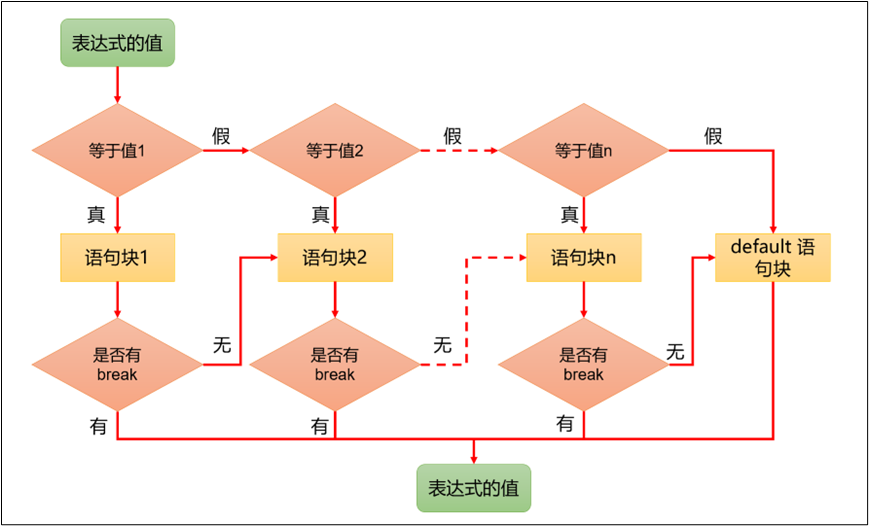 表达式的值
等于值1
假
等于值2
假
等于值n
假
真
真
真
语句块1
语句块2
语句块n
default 语
句块
是否有
break
无
是否有
break
无
是否有
break
无
有
有
有
表达式的值